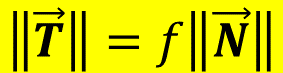 ‖T⃗‖ = f‖N⃗‖